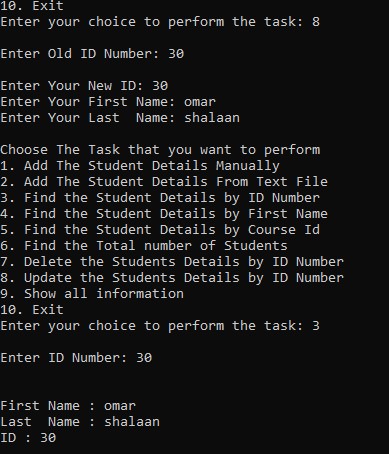 10. Exit
Enter your choice to perform the task: 8
Enter Old ID Number: 30
Enter Your New ID: 30
Enter Your First Name: omar
Enter Your Last  Name: shalaan
Choose The Task that you want to perform
1. Add The Student Details Manually
2. Add The Student Details From Text File
3. Find the Student Details by ID Number
4. Find the Student Details by First Name
5. Find the Student Details by Course Id
6. Find the Total number of Students
7. Delete the Students Details by ID Number
8. Update the Students Details by ID Number
9. Show all information
10. Exit
Enter your choice to perform the task: 3
Enter ID Number: 30
First Name : omar
Last  Name : shalaan
ID : 30